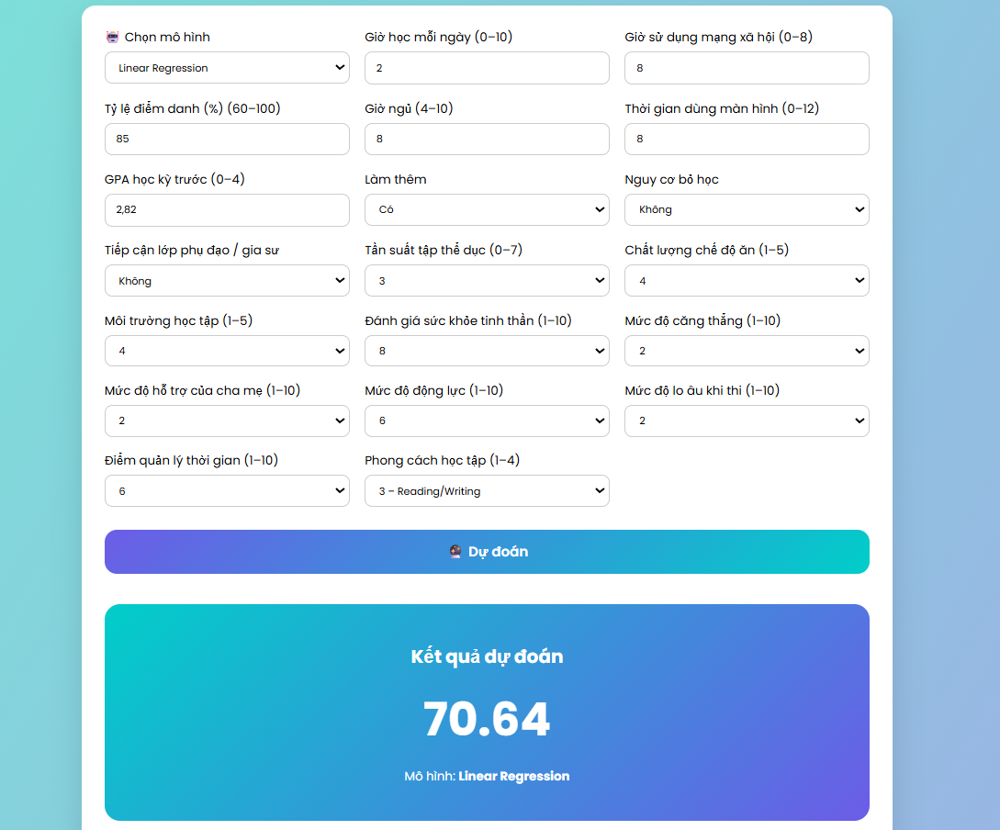 Chọn mô hình
Giờ học mỗi ngày (0–10)
Giờ sử dụng mạng xã hội (0–8)
Linear Regression
2
8
Tỷ lệ điểm danh (%) (60–100)
Giờ ngủ (4–10)
Thời gian dùng màn hình (0–12)
85
8
8
GPA học kỳ trước (0–4)
Làm thêm
Nguy cơ bỏ học
2,82
Có
Không
Tiếp cận lớp phụ đạo / gia sư
Tần suất tập thể dục (0–7)
Chất lượng chế độ ăn (1–5)
Không
3
4
Môi trường học tập (1–5)
Đánh giá sức khỏe tinh thần (1–10)
Mức độ căng thẳng (1–10)
4
8
2
Mức độ hỗ trợ của cha mẹ (1–10)
Mức độ động lực (1–10)
Mức độ lo âu khi thi (1–10)
2
6
2
Điểm quản lý thời gian (1–10)
Phong cách học tập (1–4)
6
3 – Reading/Writing
Dự đoán
Kết quả dự đoán
70.64
Mô hình: Linear Regression